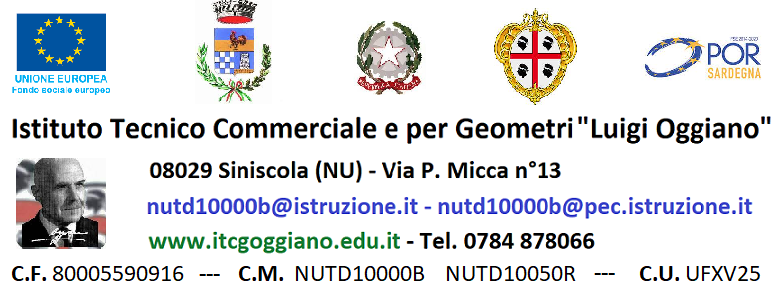 UNIONE EUROPEA
Fondo sociale europeo
POR
SARDEGNA
Istituto Tecnico Commerciale e per Geometri "Luigi Oggiano"
08029 Siniscola (NU) - Via P. Micca n°13
nutd10000b@istruzione.it - nutd10000b@pec.istruzione.it
www.itcgoggiano.edu.it - Tel. 0784 878066
C.F. 80005590916 --- C.M. NUTD10000B NUTD10050R --- C.U. UFXV25